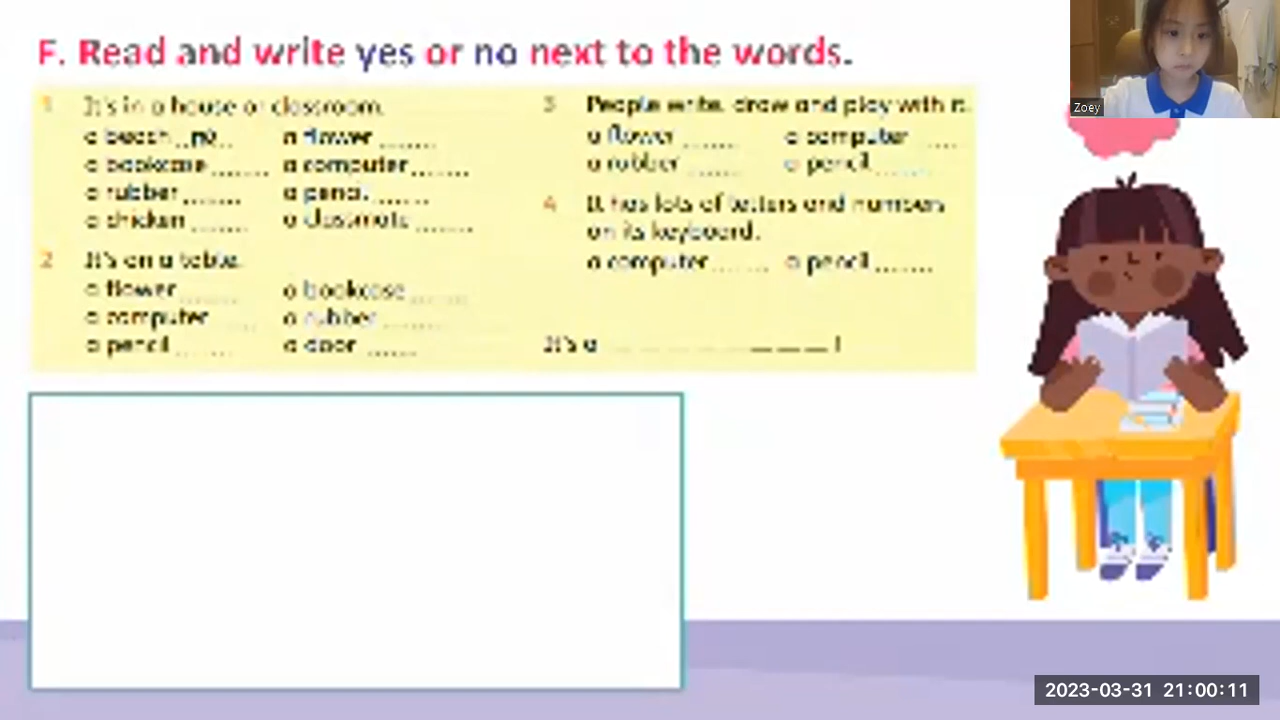 F. Read and write yes or no next to the words.
1 It's in a house or classroom.
a beach ..no..  a flower .......
a bookcase .......  a computer .......
a rubber .......  a pencil .......
a chicken .......  a classmate .......
2 It's on a table.
a flower .......  a bookcase .......
a computer .......  a rubber .......
a pencil .......  a door .......
3 People write, draw and play with it.
a flower .......  a computer .......
a rubber .......  a pencil .......
4 It has lots of letters and numbers
on its keyboard.
a computer .......  a pencil .......
It's a _ _ _ _ _ _ _ _ !
Zoey
2023-03-31 21:00:11